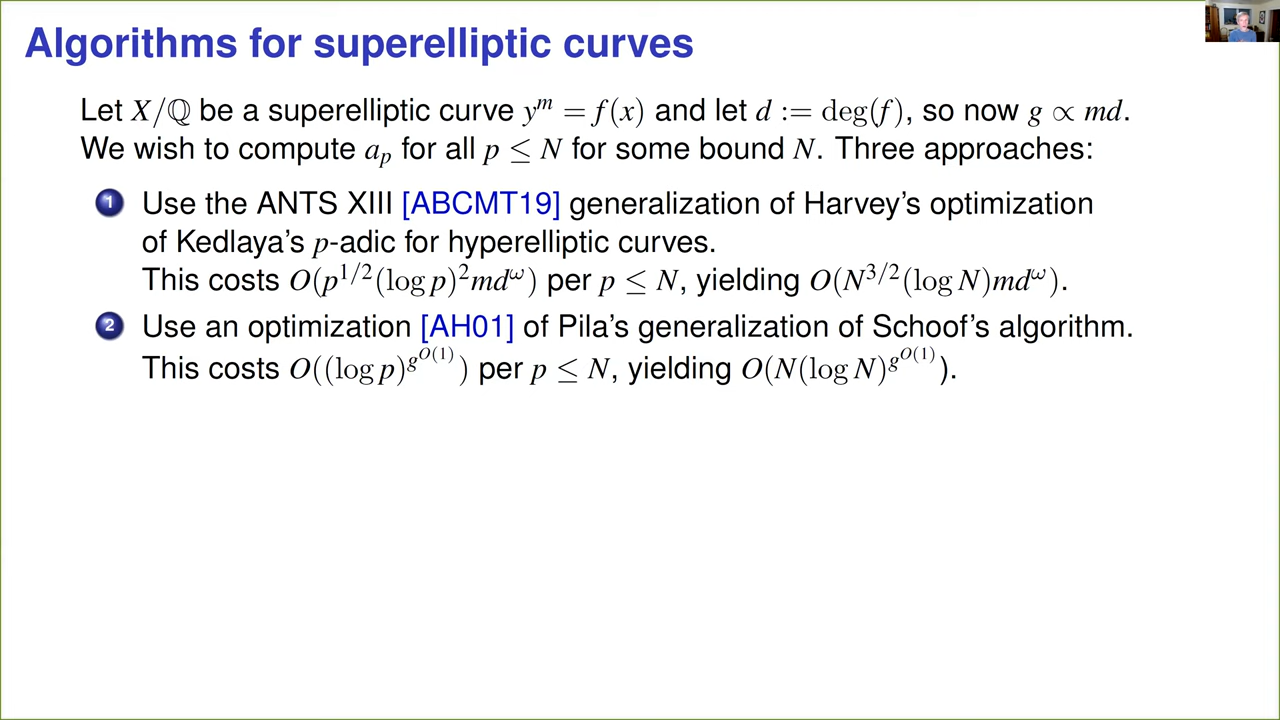 Algorithms for superelliptic curves
Let X/ℚ be a superelliptic curve yᵐ = f(x) and let d := deg(f), so now g ∝ md.
We wish to compute aₚ for all p ≤ N for some bound N. Three approaches:
1 Use the ANTS XIII [ABCMT19] generalization of Harvey's optimization
of Kedlaya's p-adic for hyperelliptic curves.
This costs O(p^{1/2}(log p)²md^ω) per p ≤ N, yielding O(N^{3/2}(log N)md^ω).
2 Use an optimization [AH01] of Pila's generalization of Schoof's algorithm.
This costs O((log p)^{g^{O(1)}}) per p ≤ N, yielding O(N(log N)^{g^{O(1)}}).